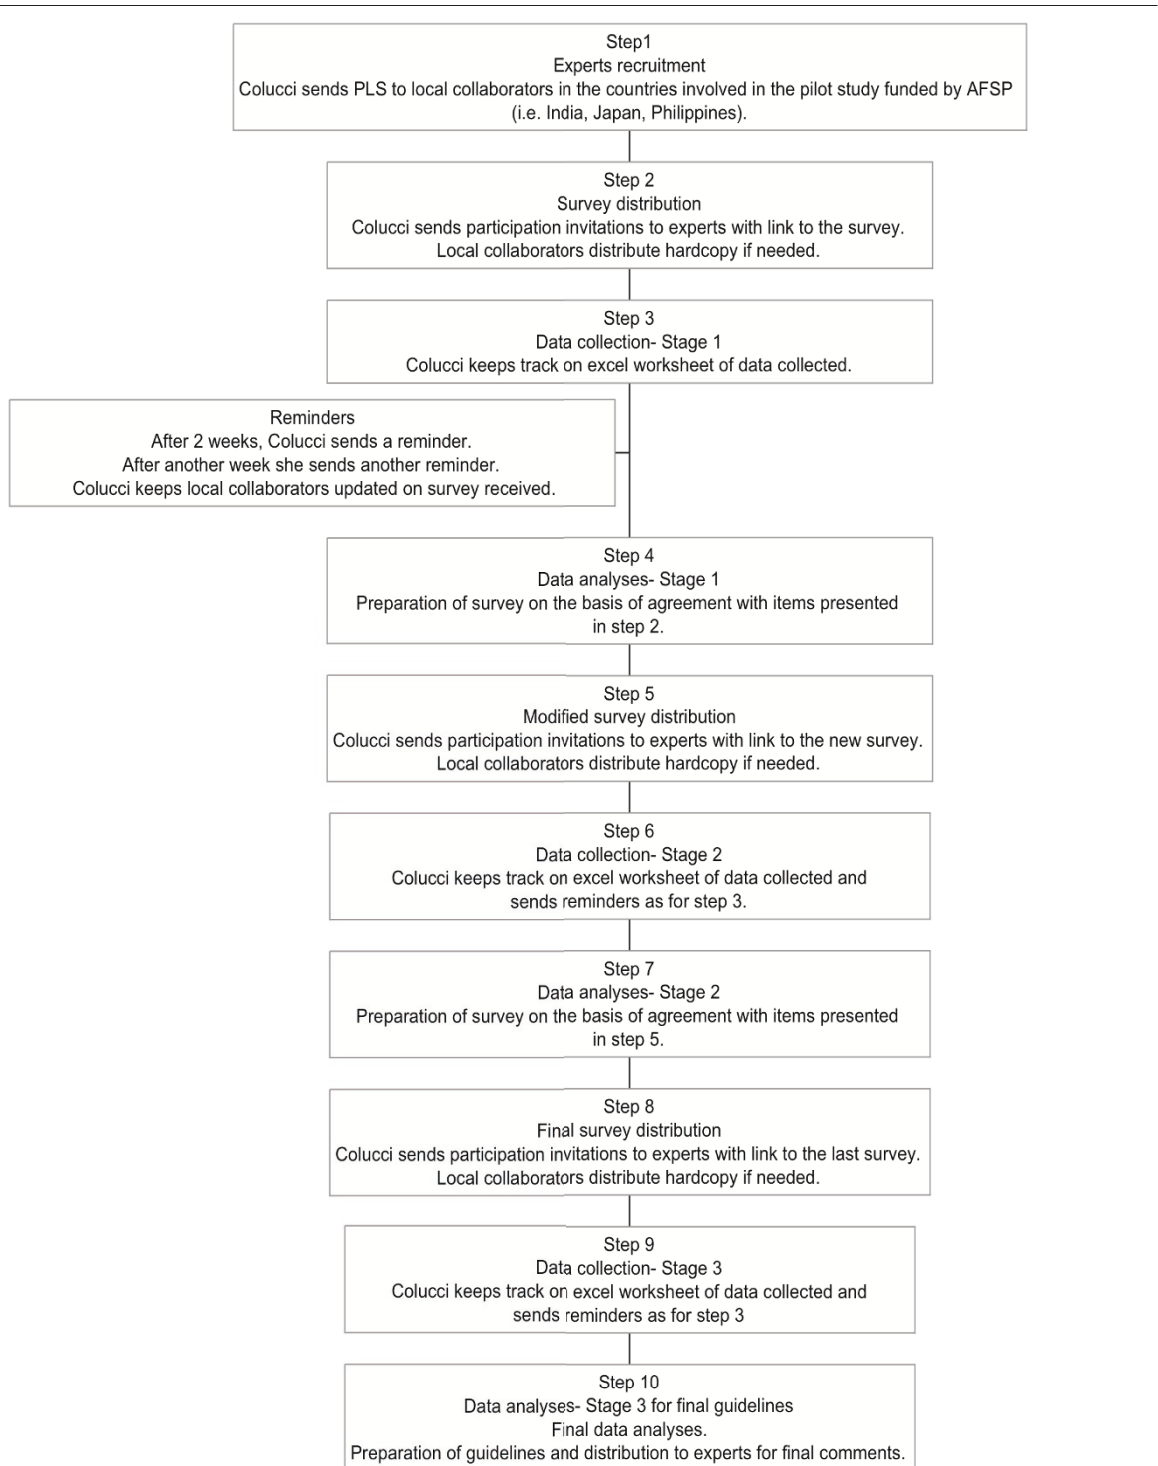 Step1
Experts recruitment
Colucci sends PLS to local collaborators in the countries involved in the pilot study funded by AFSP
(i.e. India, Japan, Philippines).
Step 2
Survey distribution
Colucci sends participation invitations to experts with link to the survey.
Local collaborators distribute hardcopy if needed.
Step 3
Data collection- Stage 1
Colucci keeps track on excel worksheet of data collected.
Reminders
After 2 weeks, Colucci sends a reminder.
After another week she sends another reminder.
Colucci keeps local collaborators updated on survey received.
Step 4
Data analyses- Stage 1
Preparation of survey on the basis of agreement with items presented
in step 2.
Step 5
Modified survey distribution
Colucci sends participation invitations to experts with link to the new survey.
Local collaborators distribute hardcopy if needed.
Step 6
Data collection- Stage 2
Colucci keeps track on excel worksheet of data collected and
sends reminders as for step 3.
Step 7
Data analyses- Stage 2
Preparation of survey on the basis of agreement with items presented
in step 5.
Step 8
Final survey distribution
Colucci sends participation invitations to experts with link to the last survey.
Local collaborators distribute hardcopy if needed.
Step 9
Data collection- Stage 3
Colucci keeps track on excel worksheet of data collected and
sends reminders as for step 3
Step 10
Data analyses- Stage 3 for final guidelines
Final data analyses.
Preparation of guidelines and distribution to experts for final comments.